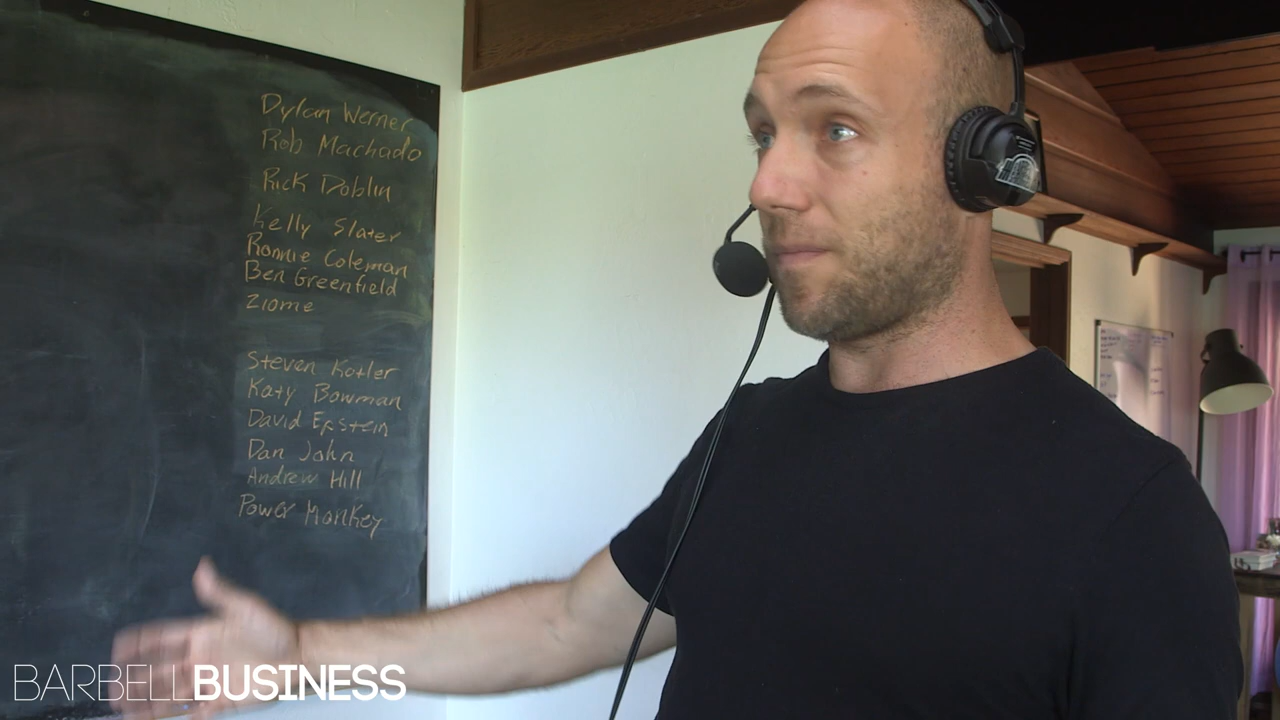 Dylan Werner
Rob Machado
Rick Doblin
Kelly Slater
Ronnie Coleman
Ben Greenfield
Ziome
Steven Kotler
Katy Bowman
David Epstein
Dan John
Andrew Hill
Power Monkey
BARBELLBUSINESS